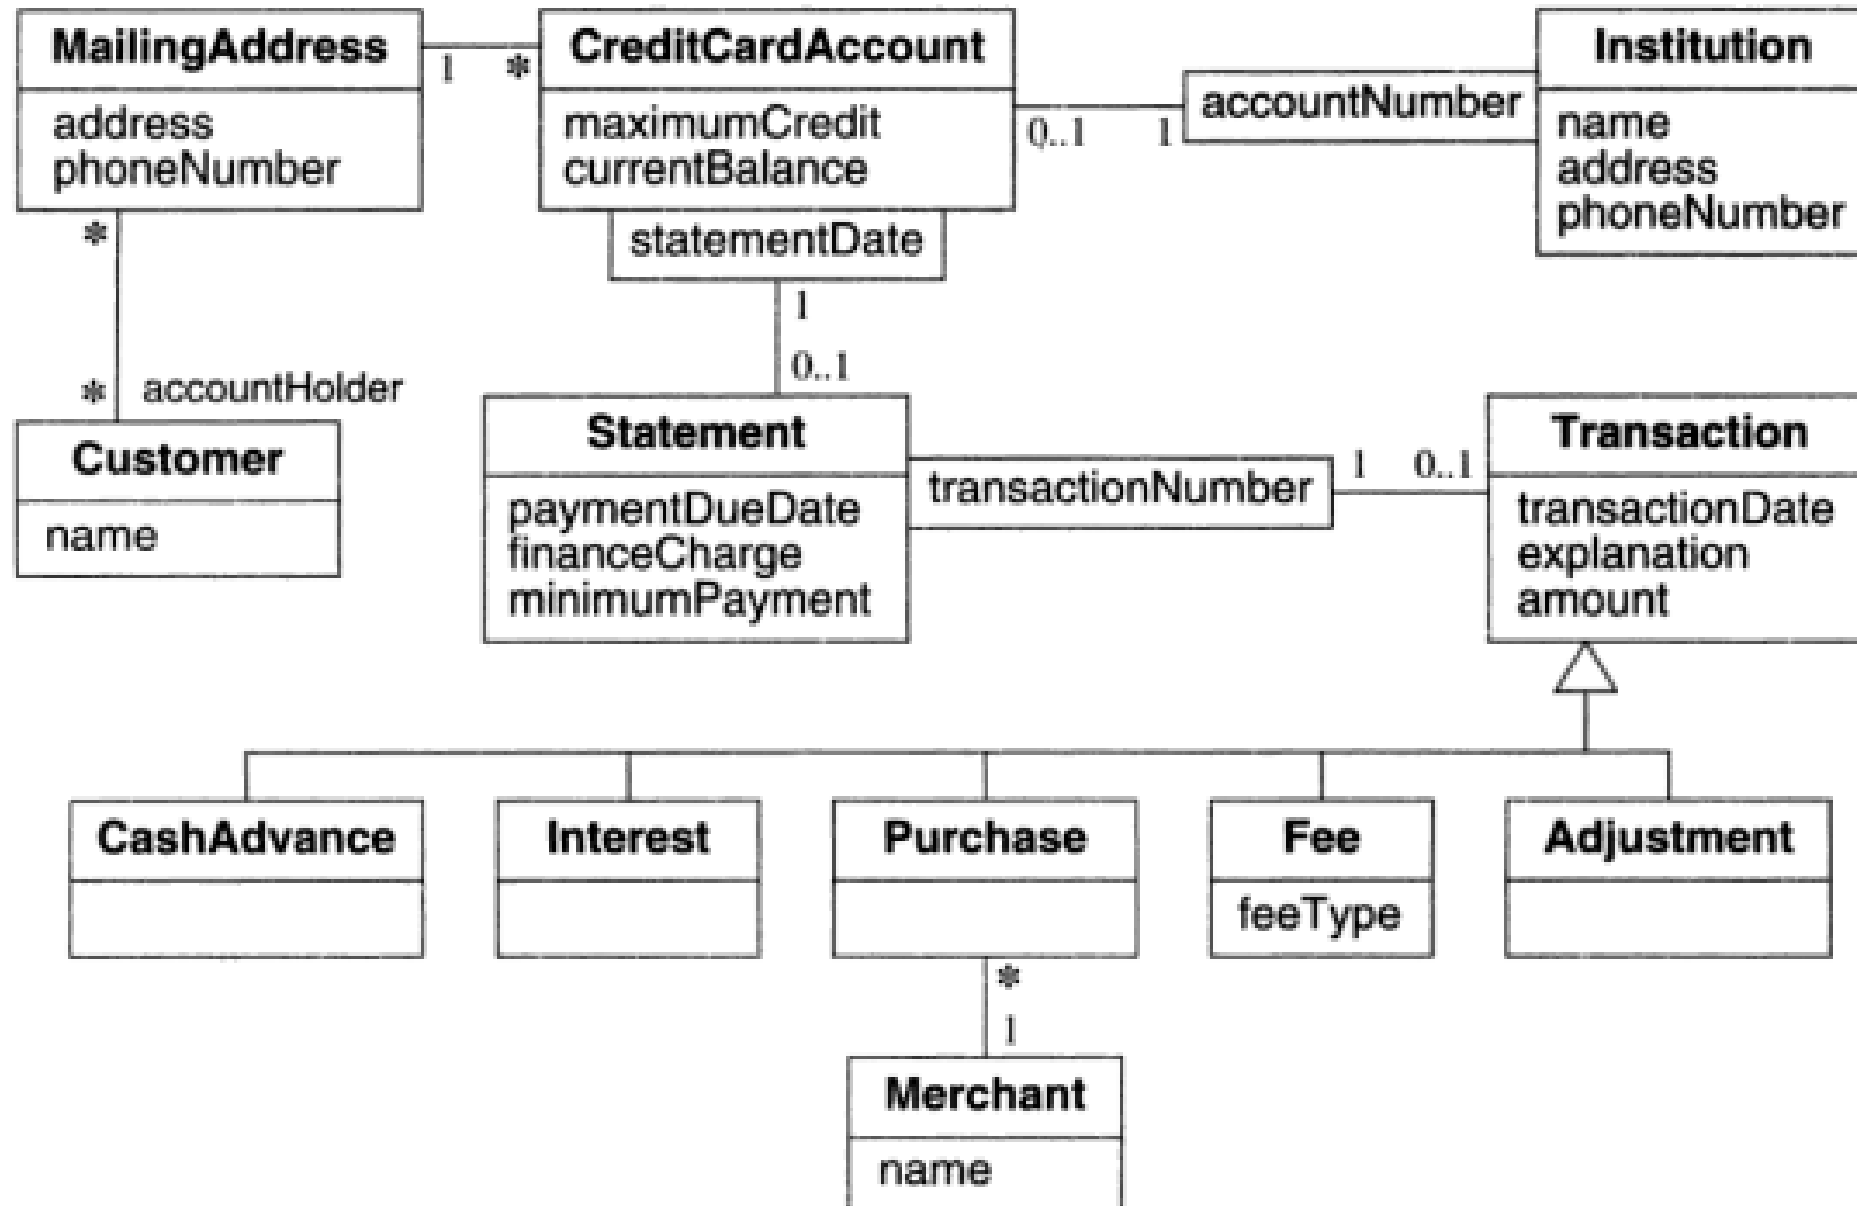 MailingAddress
address
phoneNumber
1
*
CreditCardAccount
maximumCredit
currentBalance
statementDate
0..1
1
accountNumber
Institution
name
address
phoneNumber
*
*
accountHolder
Customer
name
1
0..1
Statement
paymentDueDate
financeCharge
minimumPayment
transactionNumber
1
0..1
Transaction
transactionDate
explanation
amount
CashAdvance
Interest
Purchase
Fee
feeType
Adjustment
*
1
Merchant
name